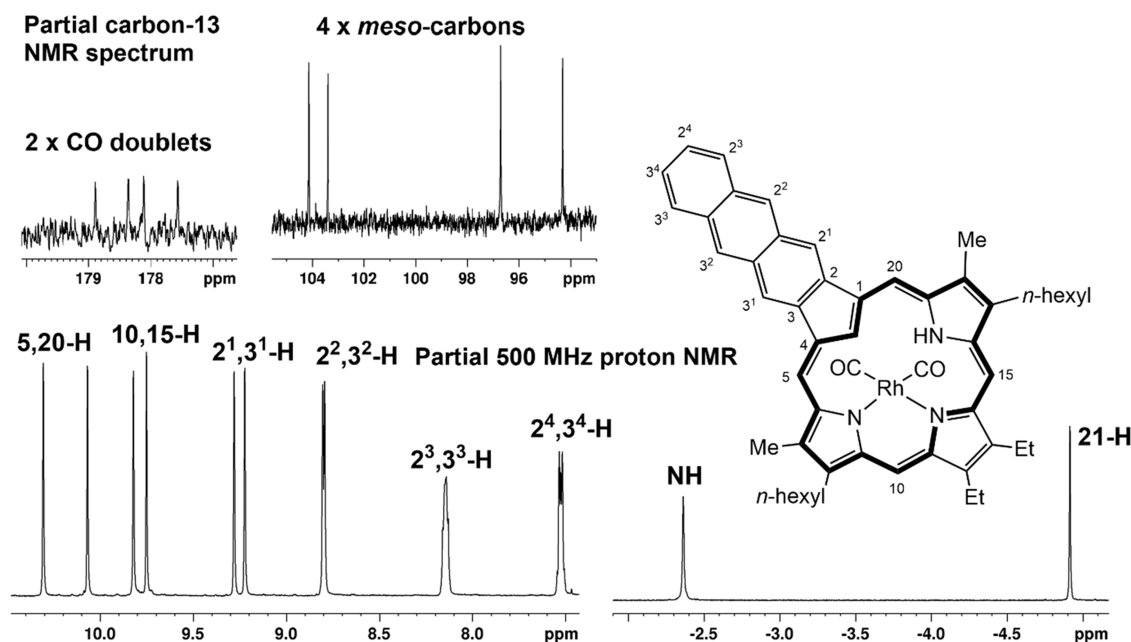 Partial carbon-13
NMR spectrum
4 x meso-carbons
2 x CO doublets
179 178 ppm
104 102 100 98 96 ppm
2⁴
2³
3⁴
2²
3³
2¹
3²
3¹
2
1
20
Me
n-hexyl
3
4
HN
5
OC
CO
Rh
15
N
N
Me
Et
n-hexyl
10
Et
5,20-H
10,15-H
2¹,3¹-H
2²,3²-H
Partial 500 MHz proton NMR
2³,3³-H
2⁴,3⁴-H
NH
21-H
10.0 9.5 9.0 8.5 8.0 ppm
-2.5 -3.0 -3.5 -4.0 -4.5 ppm